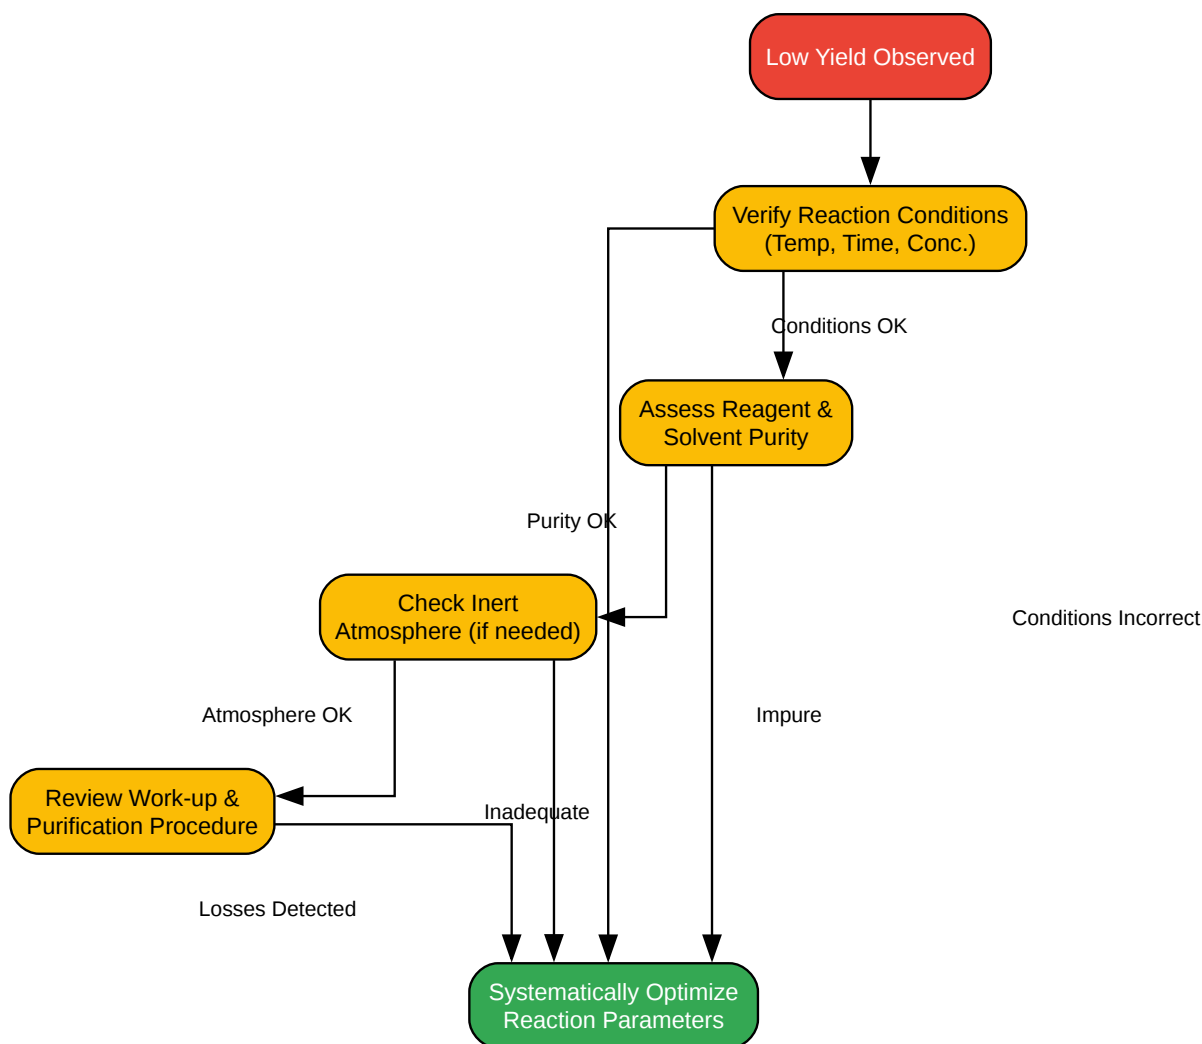 Low Yield Observed
Verify Reaction Conditions
(Temp, Time, Conc.)
Conditions OK
Assess Reagent &
Solvent Purity
Purity OK
Check Inert
Atmosphere (if needed)
Conditions Incorrect
Atmosphere OK
Impure
Review Work-up &
Purification Procedure
Inadequate
Losses Detected
Systematically Optimize
Reaction Parameters